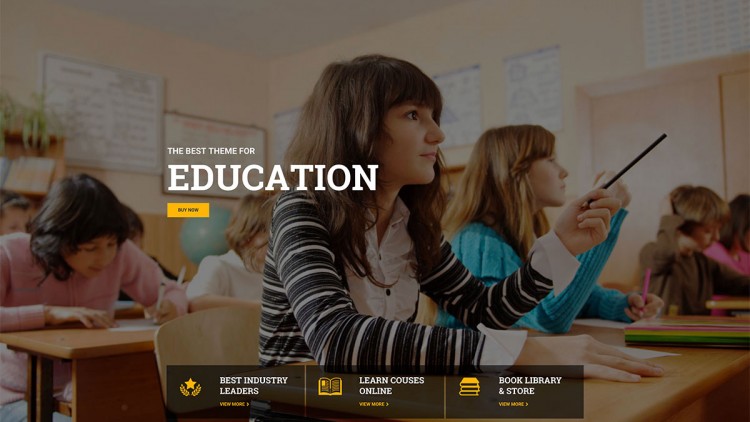 THE BEST THEME FOR
EDUCATION
BUY NOW
BEST INDUSTRY
LEADERS
VIEW MORE >
LEARN COUSES
ONLINE
VIEW MORE >
BOOK LIBRARY
& STORE
VIEW MORE >